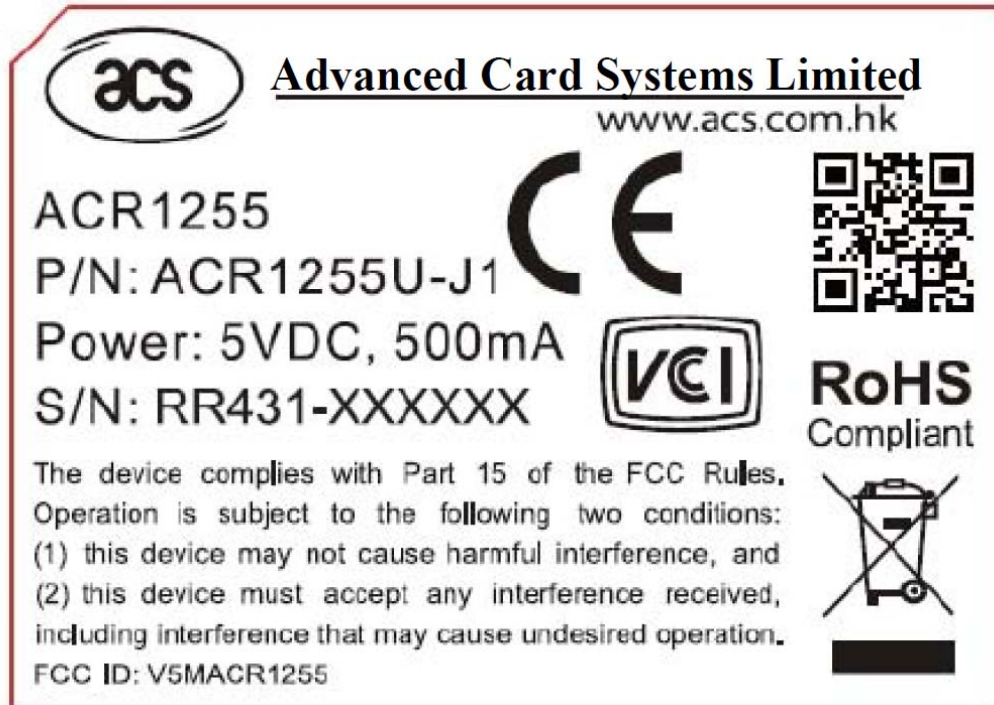 acs
Advanced Card Systems Limited
www.acs.com.hk
CE
ACR1255
P/N: ACR1255U-J1
Power: 5VDC, 500mA
S/N: RR431-XXXXXX
VCCI
RoHS
Compliant
The device complies with Part 15 of the FCC Rules.
Operation is subject to the following two conditions:
(1) this device may not cause harmful interference, and
(2) this device must accept any interference received,
including interference that may cause undesired operation.
FCC ID: V5MACR1255